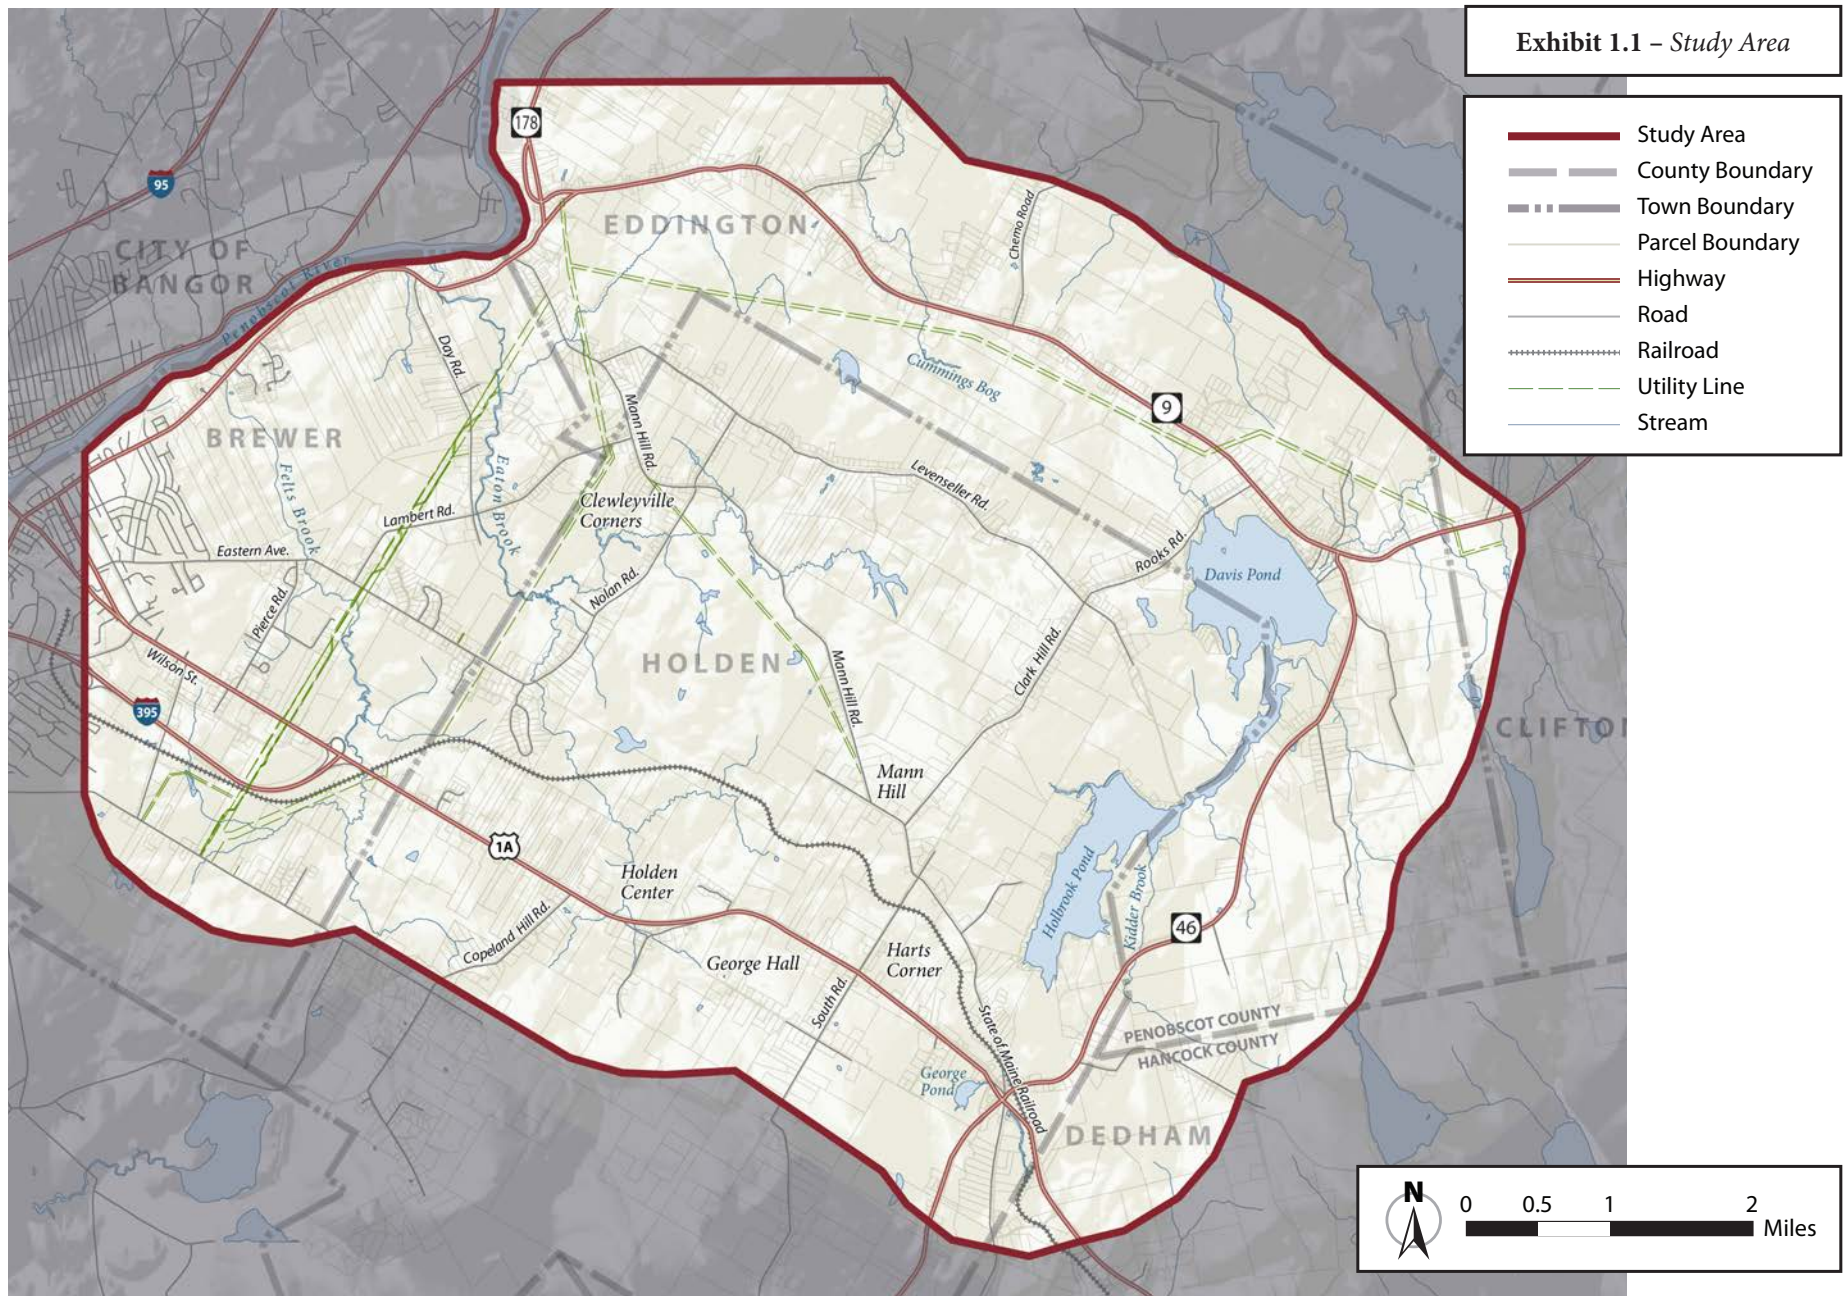 Exhibit 1.1 – Study Area
Study Area
County Boundary
Town Boundary
Parcel Boundary
Highway
Road
Railroad
Utility Line
Stream
178
95
EDDINGTON
Chemo Road
CITY OF
BANGOR
Penobscot River
Day Rd.
Cummings Bog
9
BREWER
Mann Hill Rd.
Felts Brook
Eaton Brook
Levenseller Rd.
Clewleyville
Corners
Lambert Rd.
Eastern Ave.
Rooks Rd.
Davis Pond
Nolan Rd.
Pierce Rd.
HOLDEN
Wilson St.
Mann Hill Rd.
Clark Hill Rd.
395
CLIFTON
Mann
Hill
1A
Holden
Center
Holbrook Pond
Kidder Brook
46
Copeland Hill Rd.
George Hall
Harts
Corner
South Rd.
State of Maine Railroad
PENOBSCOT COUNTY
HANCOCK COUNTY
George
Pond
DEDHAM
N
0 0.5 1 2
Miles